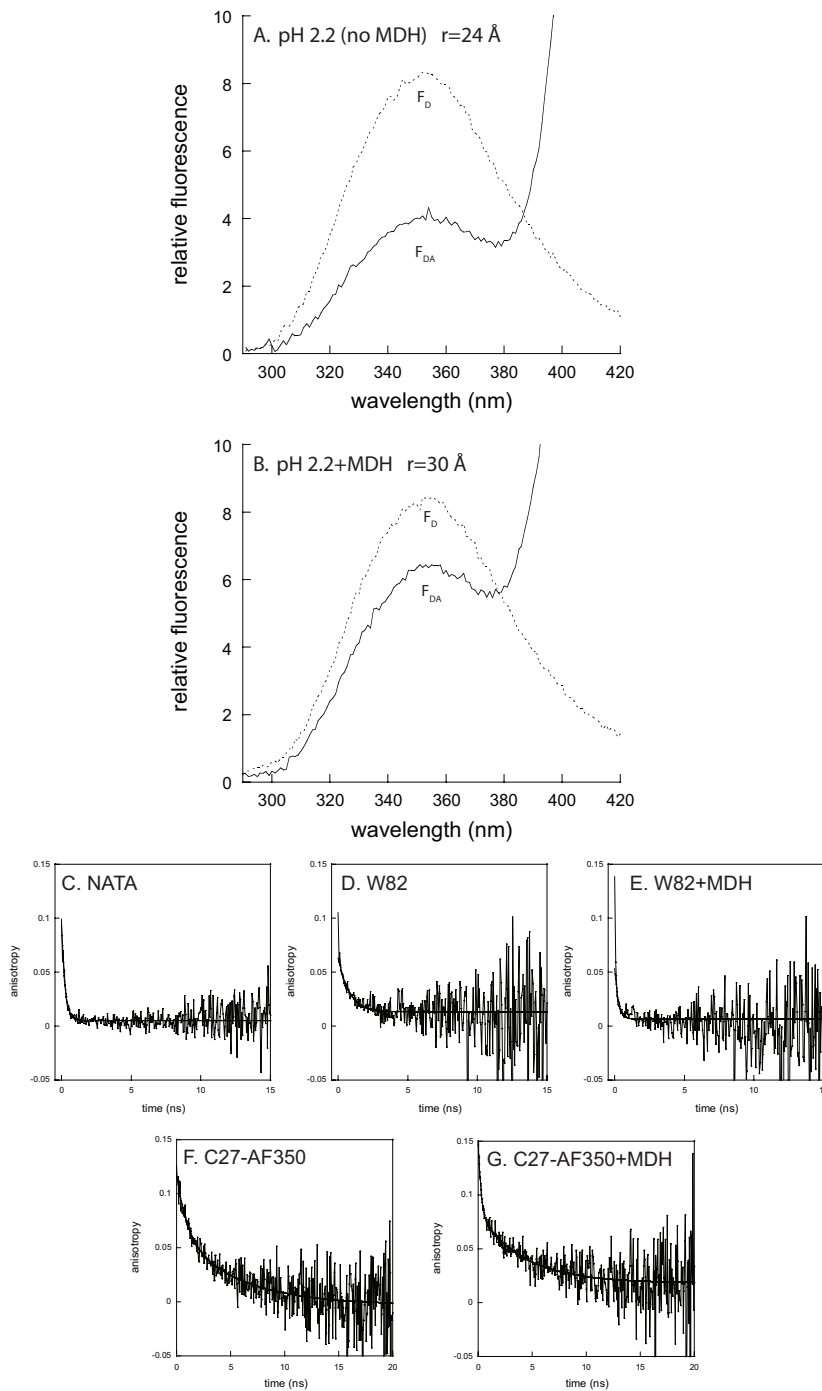 A. pH 2.2 (no MDH) r=24 Å
10
8
6
4
2
0
relative fluorescence
F_D
F_DA
300 320 340 360 380 400 420
wavelength (nm)
B. pH 2.2+MDH r=30 Å
10
8
6
4
2
0
relative fluorescence
F_D
F_DA
300 320 340 360 380 400 420
wavelength (nm)
C. NATA
0.15
0.1
0.05
0
-0.05
anisotropy
0 5 10 15
time (ns)
D. W82
0.15
0.1
0.05
0
-0.05
anisotropy
0 5 10 15
time (ns)
E. W82+MDH
0.15
0.1
0.05
0
-0.05
anisotropy
0 5 10
time (ns)
F. C27-AF350
0.15
0.1
0.05
0
-0.05
anisotropy
0 5 10 15 20
time (ns)
G. C27-AF350+MDH
0.15
0.1
0.05
0
-0.05
anisotropy
0 5 10 15 20
time (ns)